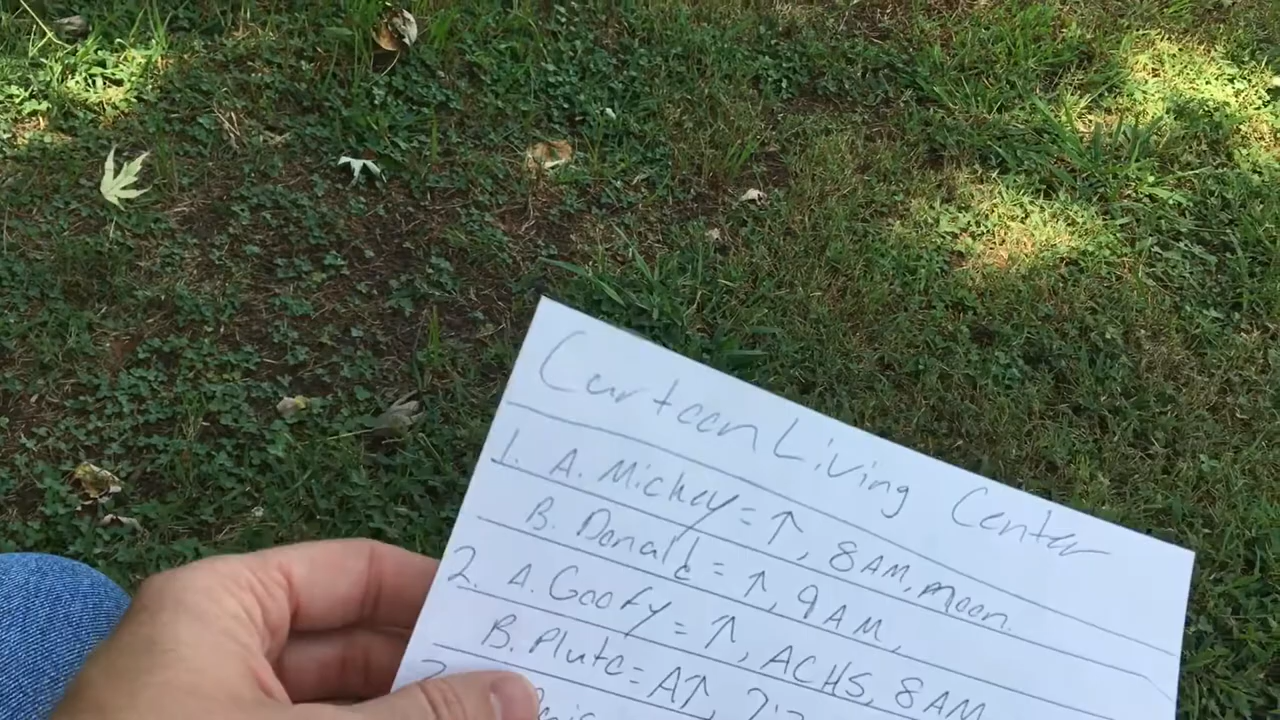 Cartoon Living Center
1. A. Mickey = ↑, 8AM, moon.
B. Donald = ↑, 9AM,
2. A. Goofy = ↑, ACHS, 8AM
B. Pluto = A↑,